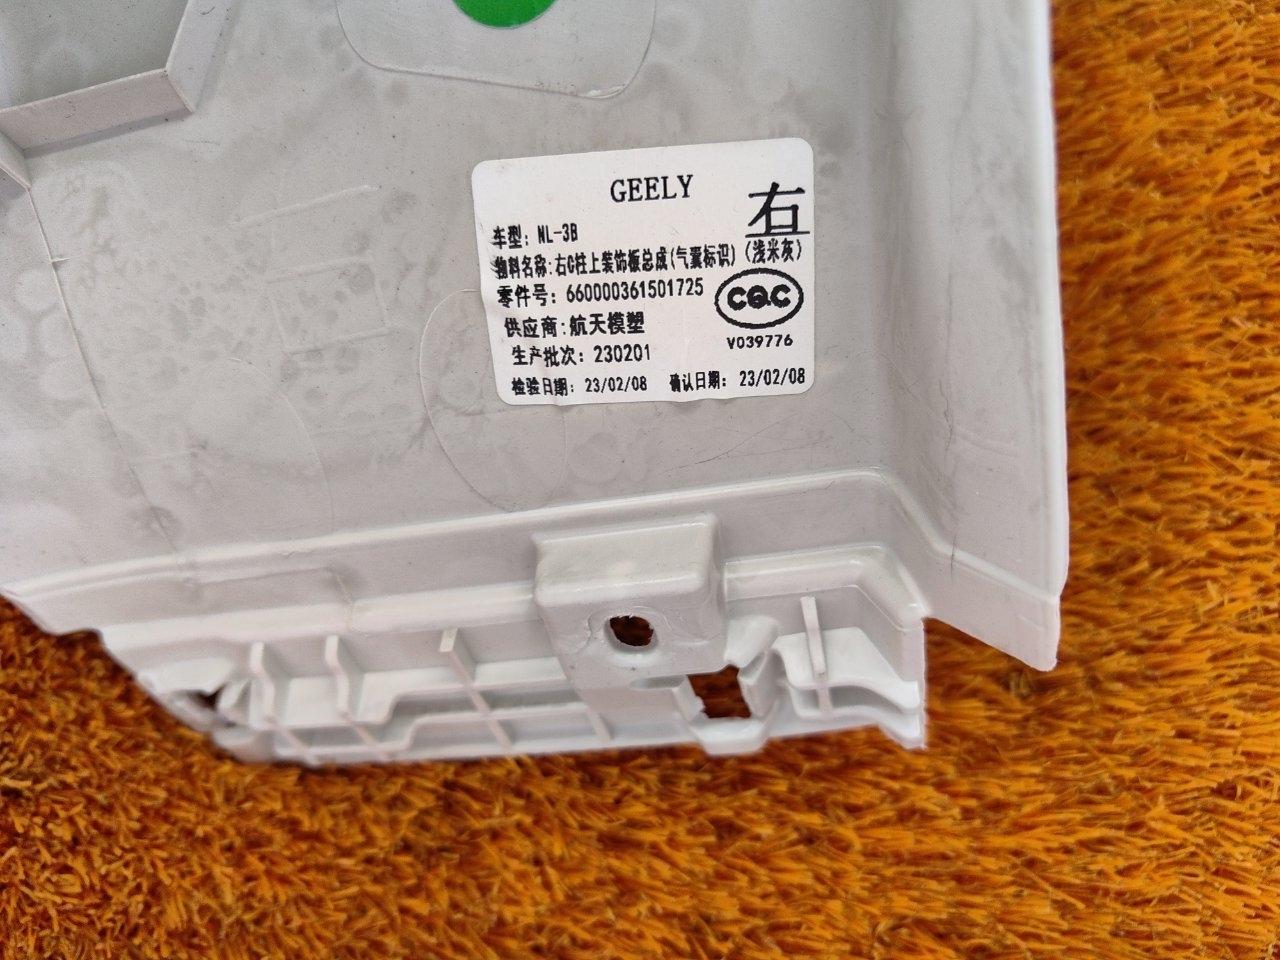 GEELY
右
车型: NL-3B
物料名称:右C柱上装饰板总成(气囊标识)(浅米灰)
零件号: 660000361501725
CQC
供应商:航天模塑
V039776
生产批次: 230201
检验日期: 23/02/08 确认日期: 23/02/08